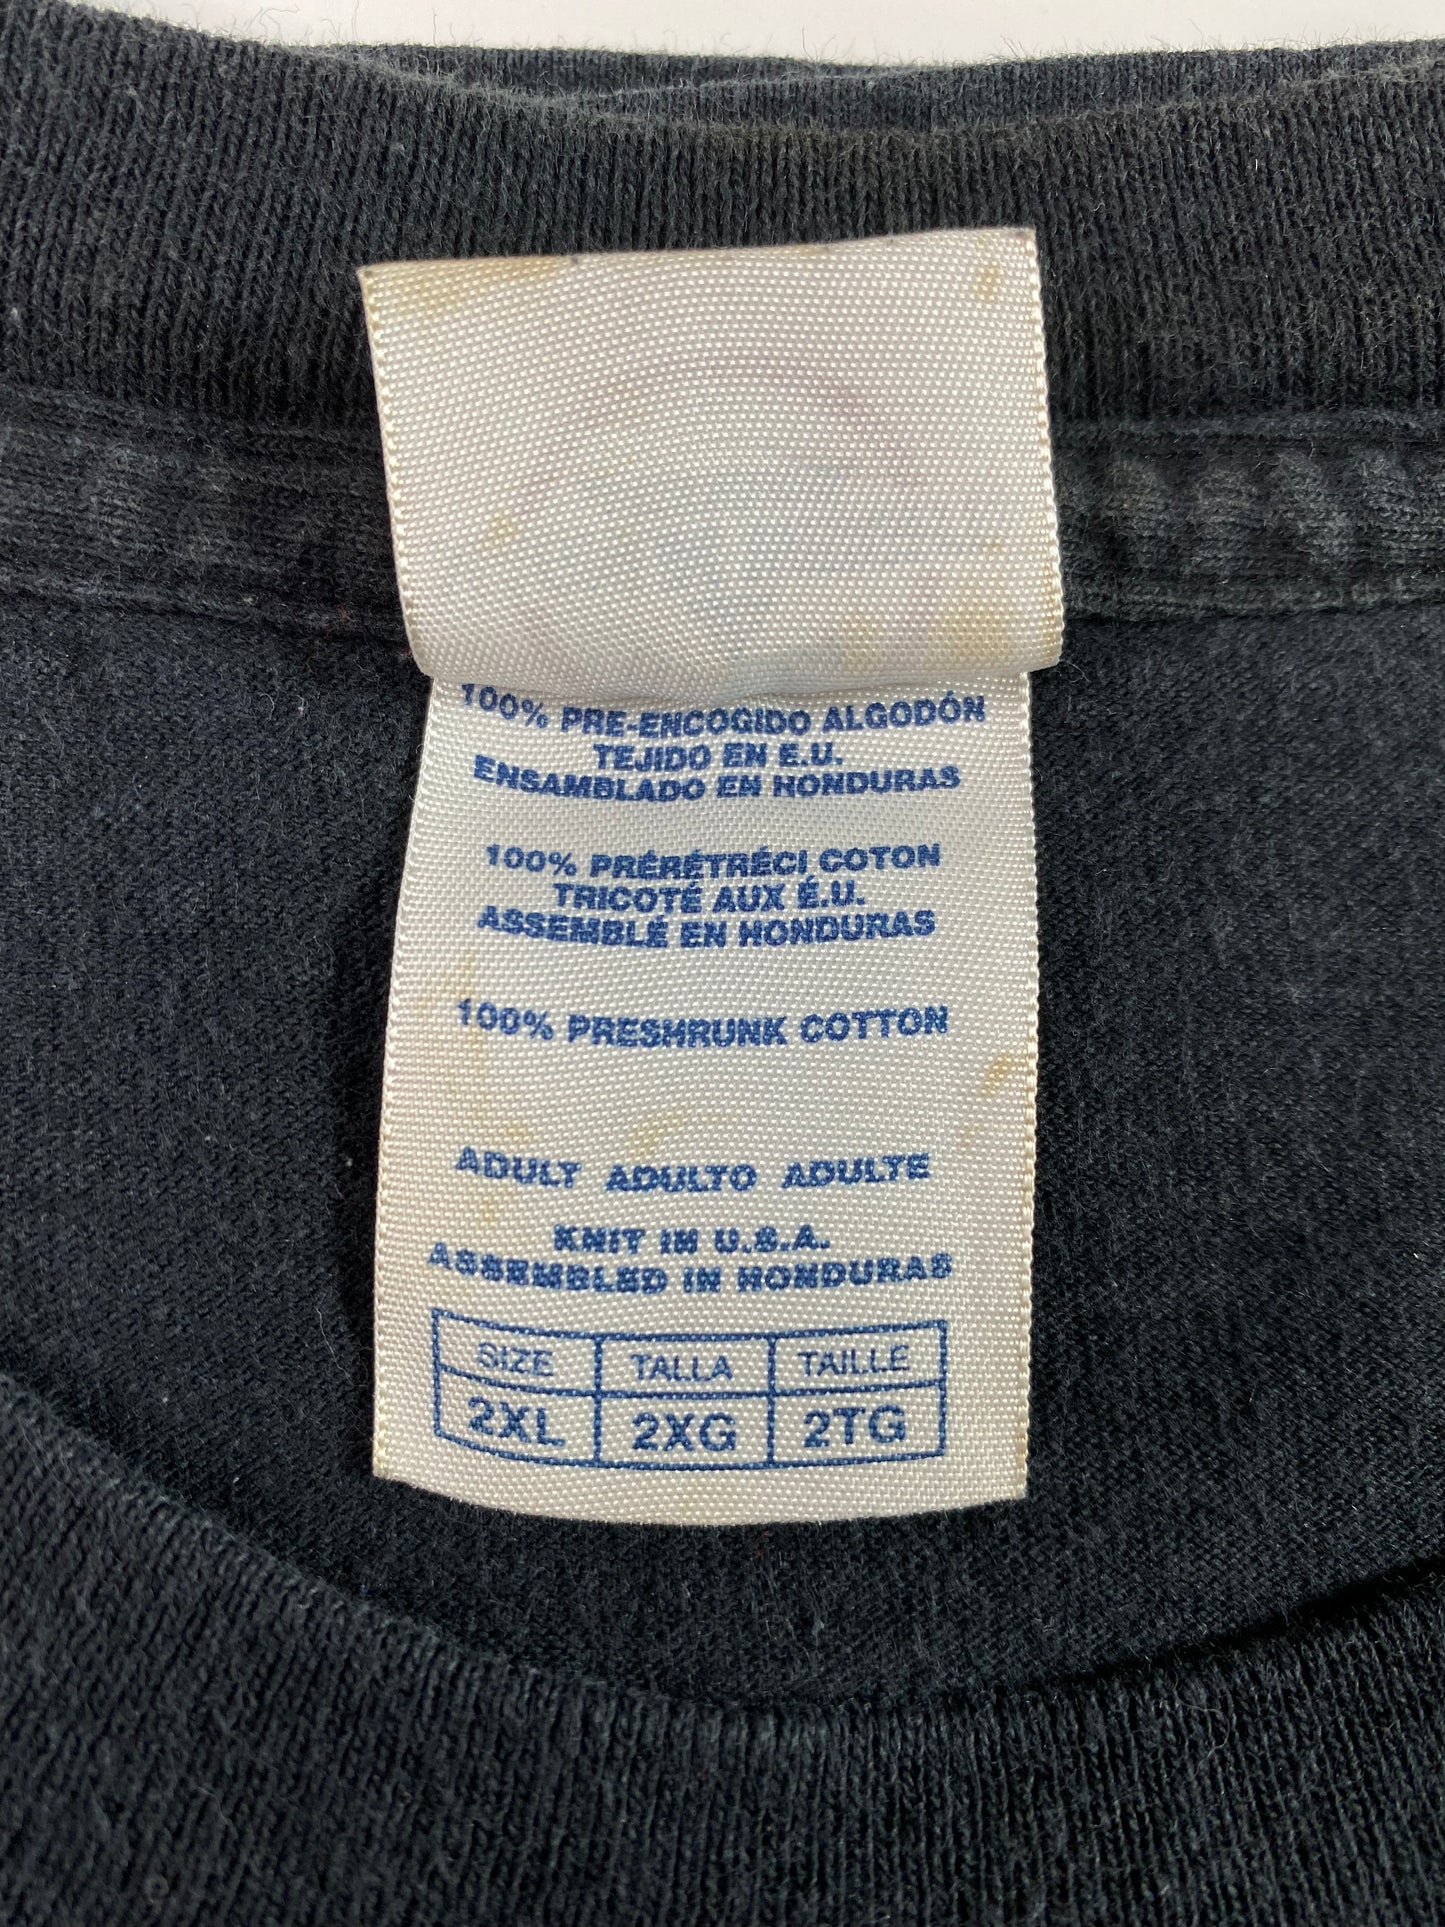 100% PRE-ENCOGIDO ALGODÓN
TEJIDO EN E.U.
ENSAMBLADO EN HONDURAS
100% PRÉRÉTRÉCI COTON
TRICOTÉ AUX É.U.
ASSEMBLÉ EN HONDURAS
100% PRESHRUNK COTTON
ADULT ADULTO ADULTE
KNIT IN U.S.A.
ASSEMBLED IN HONDURAS
SIZE TALLA TAILLE
2XL 2XG 2TG